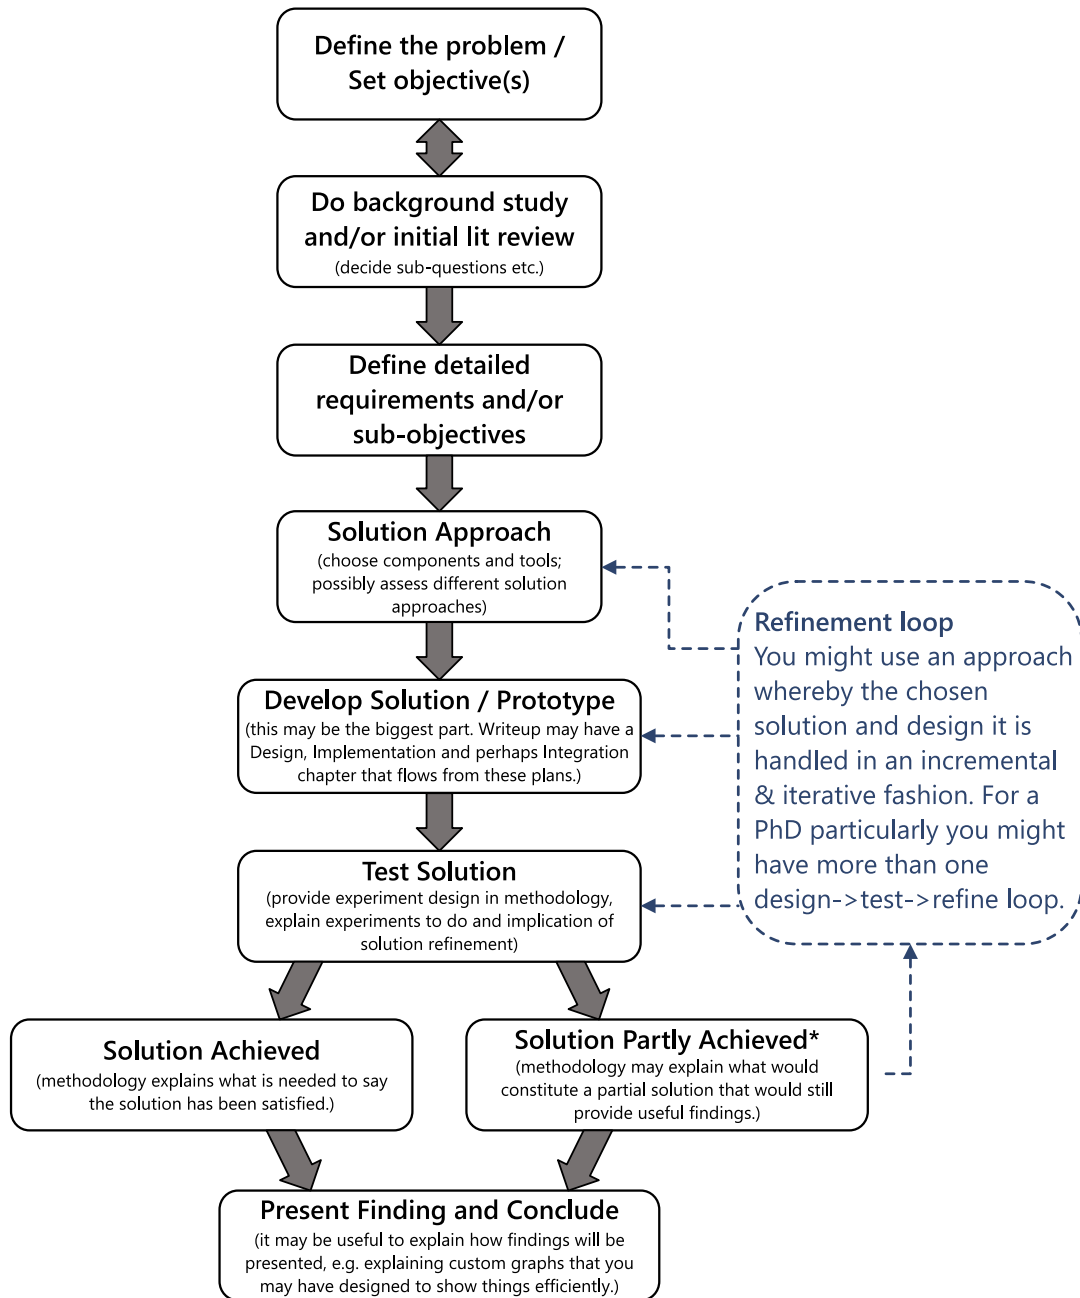 Define the problem /
Set objective(s)
Do background study
and/or initial lit review
(decide sub-questions etc.)
Define detailed
requirements and/or
sub-objectives
Solution Approach
(choose components and tools;
possibly assess different solution
approaches)
Develop Solution / Prototype
(this may be the biggest part. Writeup may have a
Design, Implementation and perhaps Integration
chapter that flows from these plans.)
Refinement loop
You might use an approach
whereby the chosen
solution and design it is
handled in an incremental
& iterative fashion. For a
PhD particularly you might
have more than one
design->test->refine loop.
Test Solution
(provide experiment design in methodology,
explain experiments to do and implication of
solution refinement)
Solution Achieved
(methodology explains what is needed to say
the solution has been satisfied.)
Solution Partly Achieved*
(methodology may explain what would
constitute a partial solution that would still
provide useful findings.)
Present Finding and Conclude
(it may be useful to explain how findings will be
presented, e.g. explaining custom graphs that you
may have designed to show things efficiently.)